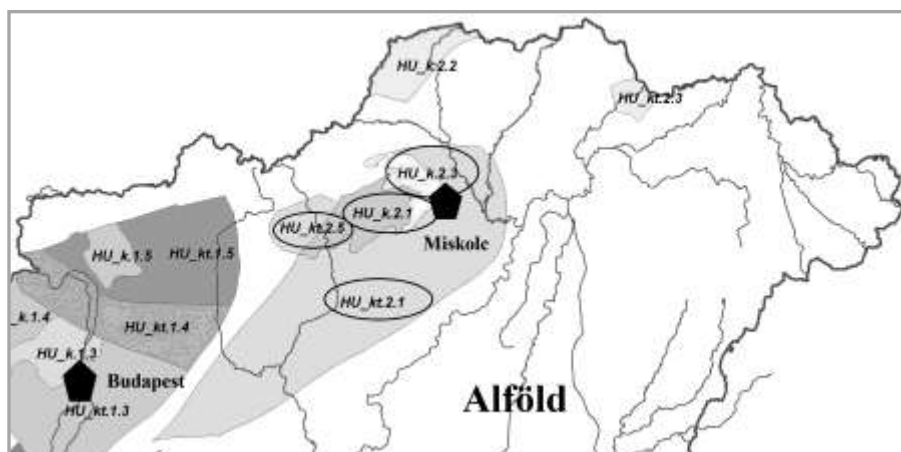 HU_k.2.2
HU_kt.2.3
HU_k.2.3
HU_k.2.1
HU_kt.2.5
Miskolc
HU_k.1.5
HU_kt.1.5
HU_kt.2.1
_k.1.4
HU_kt.1.4
HU_k.1.3
Budapest
HU_kt.1.3
Alföld